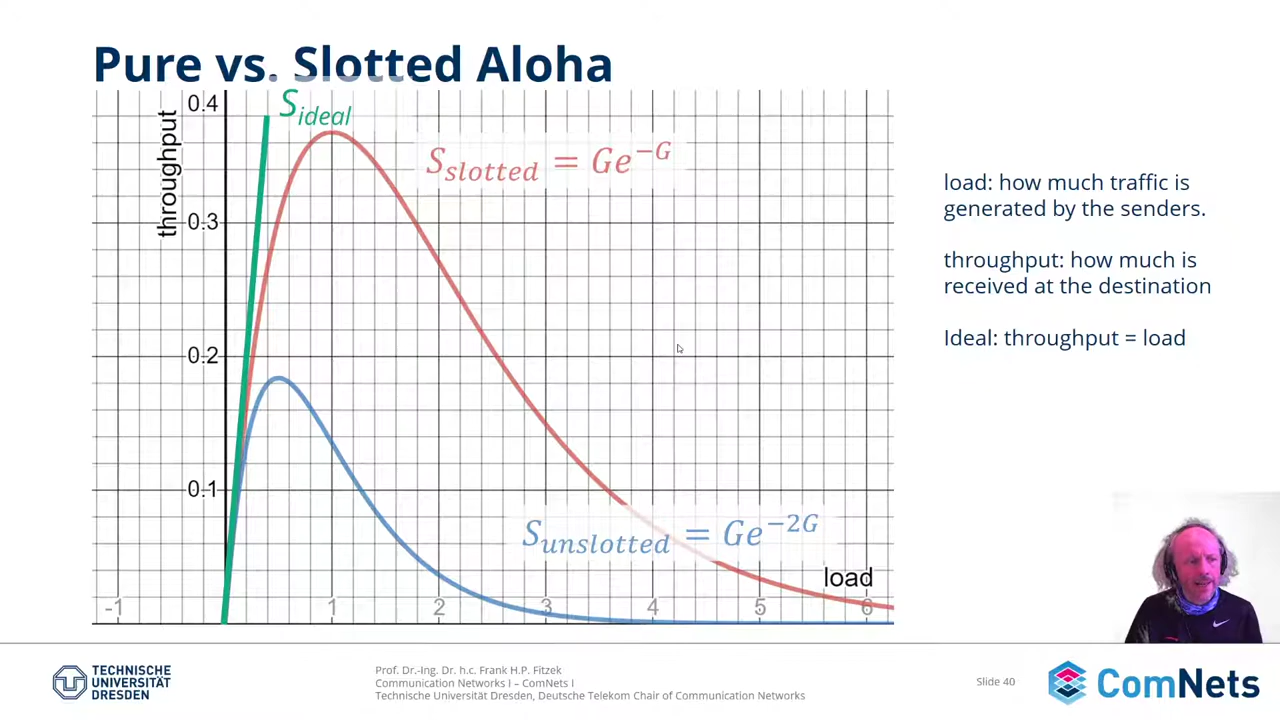 Pure vs. Slotted Aloha
throughput
0.4
0.3
0.2
0.1
S_ideal
S_slotted = Ge^{-G}
S_unslotted = Ge^{-2G}
load
-1
1
2
3
4
5
6
load: how much traffic is
generated by the senders.
throughput: how much is
received at the destination
Ideal: throughput = load
TECHNISCHE
UNIVERSITÄT
DRESDEN
Prof. Dr.-Ing. Dr. h.c. Frank H.P. Fitzek
Communication Networks I – ComNets I
Technische Universität Dresden, Deutsche Telekom Chair of Communication Networks
Slide 40
ComNets